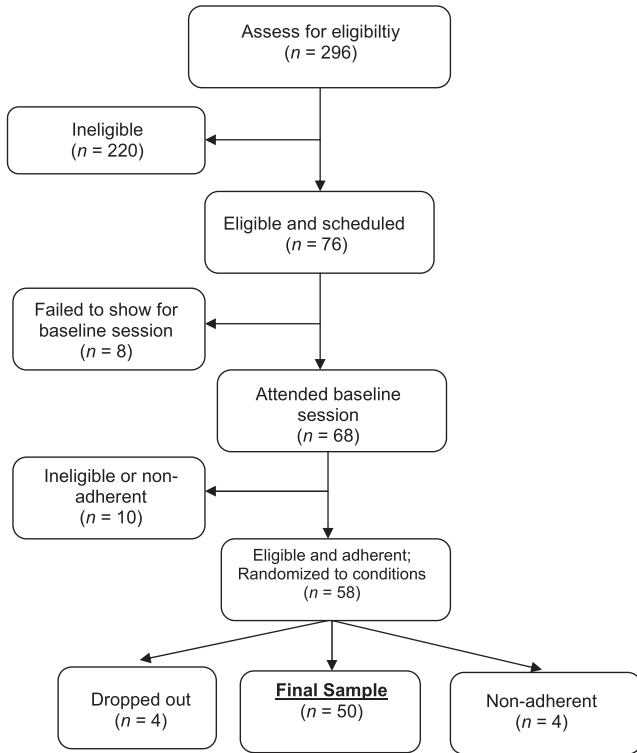 Assess for eligibiltiy
(n = 296)
Ineligible
(n = 220)
Eligible and scheduled
(n = 76)
Failed to show for
baseline session
(n = 8)
Attended baseline
session
(n = 68)
Ineligible or non-
adherent
(n = 10)
Eligible and adherent;
Randomized to conditions
(n = 58)
Dropped out
(n = 4)
Final Sample
(n = 50)
Non-adherent
(n = 4)